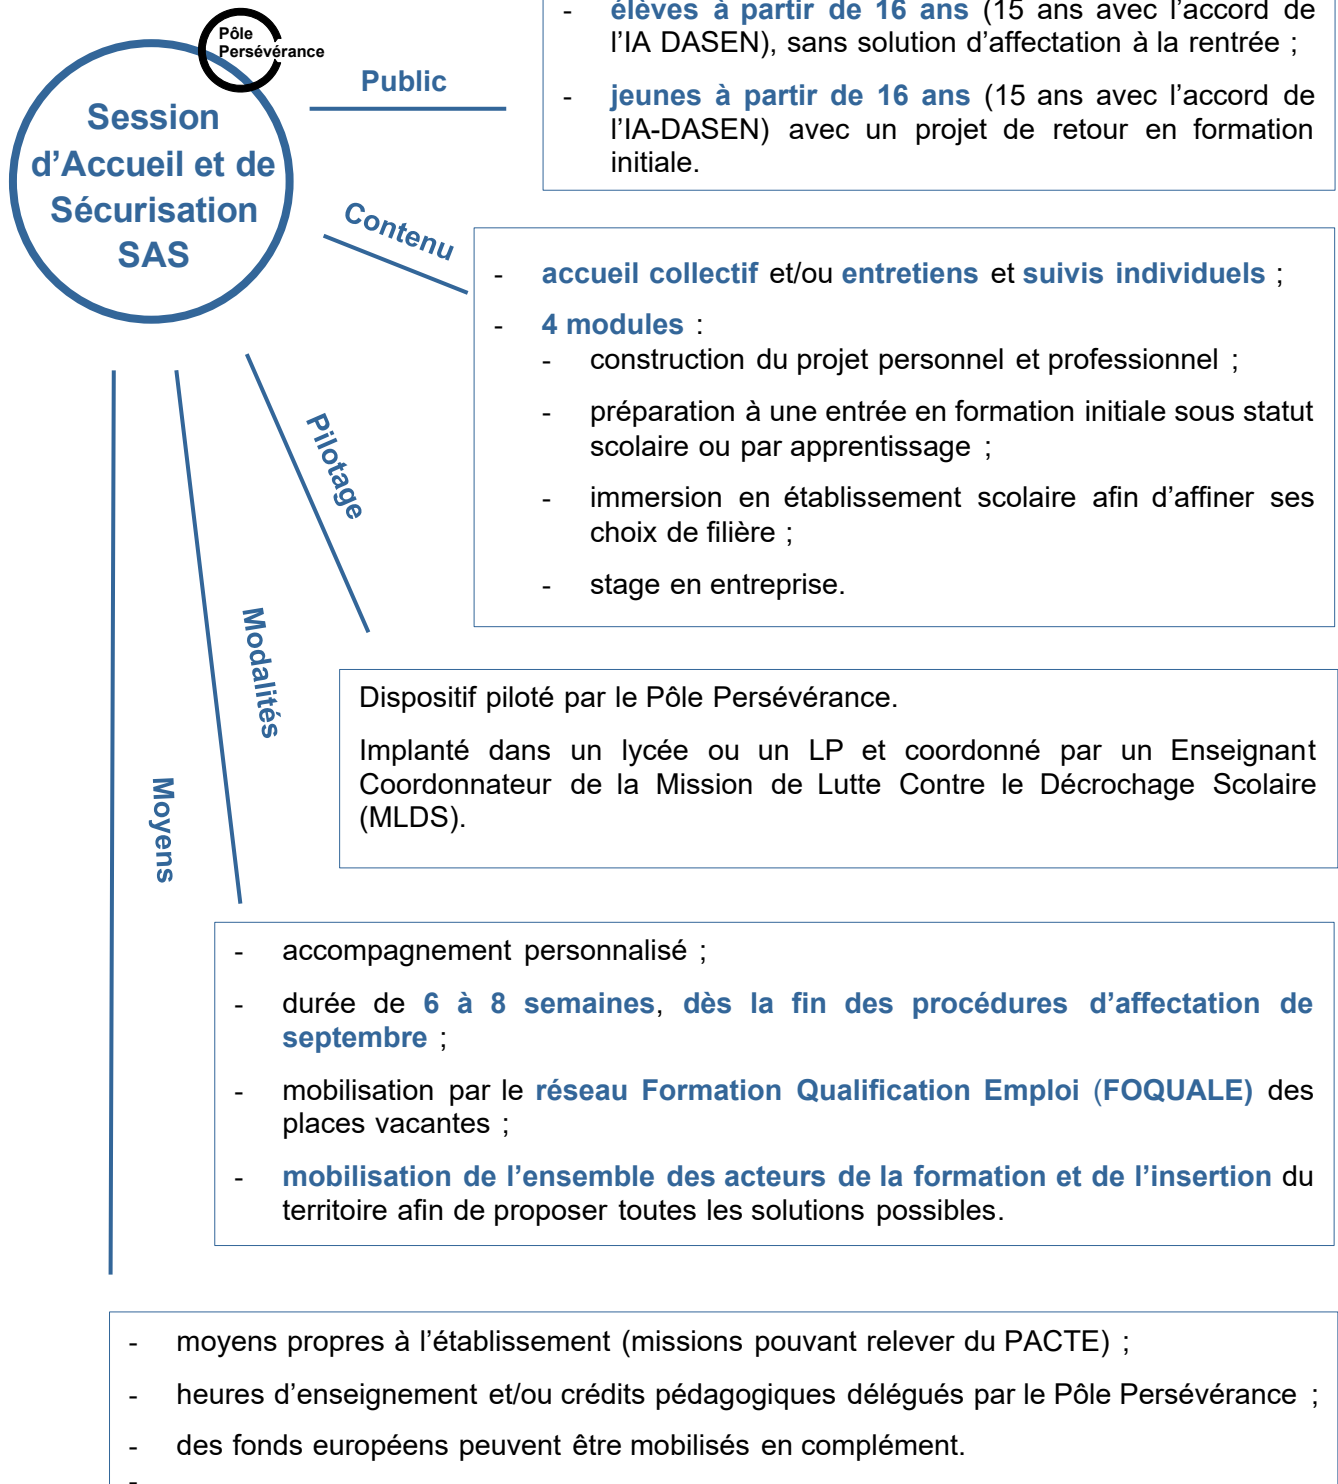 Pôle
Persévérance
Session
d’Accueil et de
Sécurisation
SAS
Public
- élèves à partir de 16 ans (15 ans avec l’accord de
l’IA DASEN), sans solution d’affectation à la rentrée ;
- jeunes à partir de 16 ans (15 ans avec l’accord de
l’IA-DASEN) avec un projet de retour en formation
initiale.
Contenu
- accueil collectif et/ou entretiens et suivis individuels ;
- 4 modules :
- construction du projet personnel et professionnel ;
- préparation à une entrée en formation initiale sous statut
scolaire ou par apprentissage ;
- immersion en établissement scolaire afin d’affiner ses
choix de filière ;
- stage en entreprise.
Pilotage
Dispositif piloté par le Pôle Persévérance.
Implanté dans un lycée ou un LP et coordonné par un Enseignant
Coordonnateur de la Mission de Lutte Contre le Décrochage Scolaire
(MLDS).
Modalités
- accompagnement personnalisé ;
- durée de 6 à 8 semaines, dès la fin des procédures d’affectation de
septembre ;
- mobilisation par le réseau Formation Qualification Emploi (FOQUALE) des
places vacantes ;
- mobilisation de l’ensemble des acteurs de la formation et de l’insertion du
territoire afin de proposer toutes les solutions possibles.
Moyens
- moyens propres à l’établissement (missions pouvant relever du PACTE) ;
- heures d’enseignement et/ou crédits pédagogiques délégués par le Pôle Persévérance ;
- des fonds européens peuvent être mobilisés en complément.
-